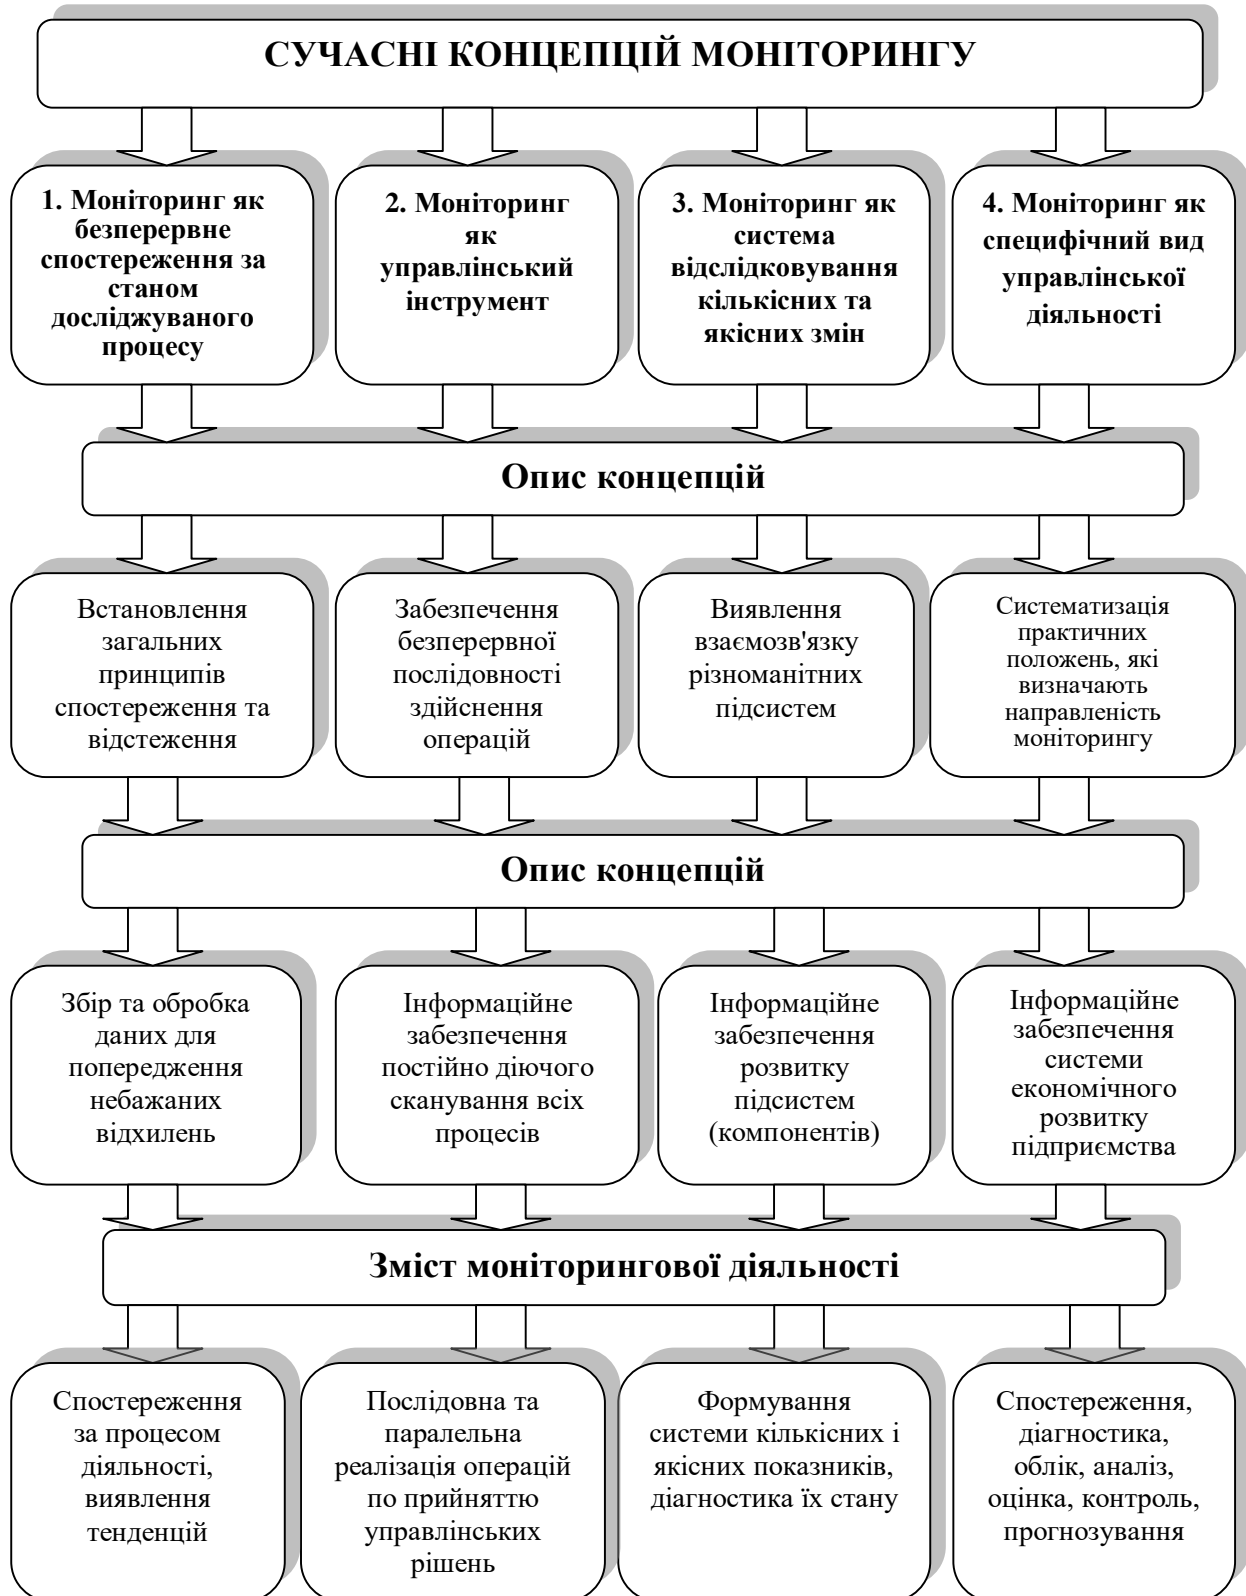 СУЧАСНІ КОНЦЕПЦІЙ МОНІТОРИНГУ
1. Моніторинг як
безперервне
спостереження за
станом
досліджуваного
процесу
2. Моніторинг
як
управлінський
інструмент
3. Моніторинг як
система
відслідковування
кількісних та
якісних змін
4. Моніторинг як
специфічний вид
управлінської
діяльності
Опис концепцій
Встановлення
загальних
принципів
спостереження та
відстеження
Забезпечення
безперервної
послідовності
здійснення
операцій
Виявлення
взаємозв'язку
різноманітних
підсистем
Систематизація
практичних
положень, які
визначають
направленість
моніторингу
Опис концепцій
Збір та обробка
даних для
попередження
небажаних
відхилень
Інформаційне
забезпечення
постійно діючого
сканування всіх
процесів
Інформаційне
забезпечення
розвитку
підсистем
(компонентів)
Інформаційне
забезпечення
системи
економічного
розвитку
підприємства
Зміст моніторингової діяльності
Спостереження
за процесом
діяльності,
виявлення
тенденцій
Послідовна та
паралельна
реалізація операцій
по прийняттю
управлінських
рішень
Формування
системи кількісних і
якісних показників,
діагностика їх стану
Спостереження,
діагностика,
облік, аналіз,
оцінка, контроль,
прогнозування